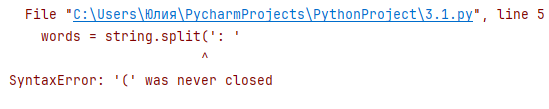 File "C:\Users\Юлия\PycharmProjects\PythonProject\3.1.py", line 5
words = string.split(': '
^
SyntaxError: '(' was never closed